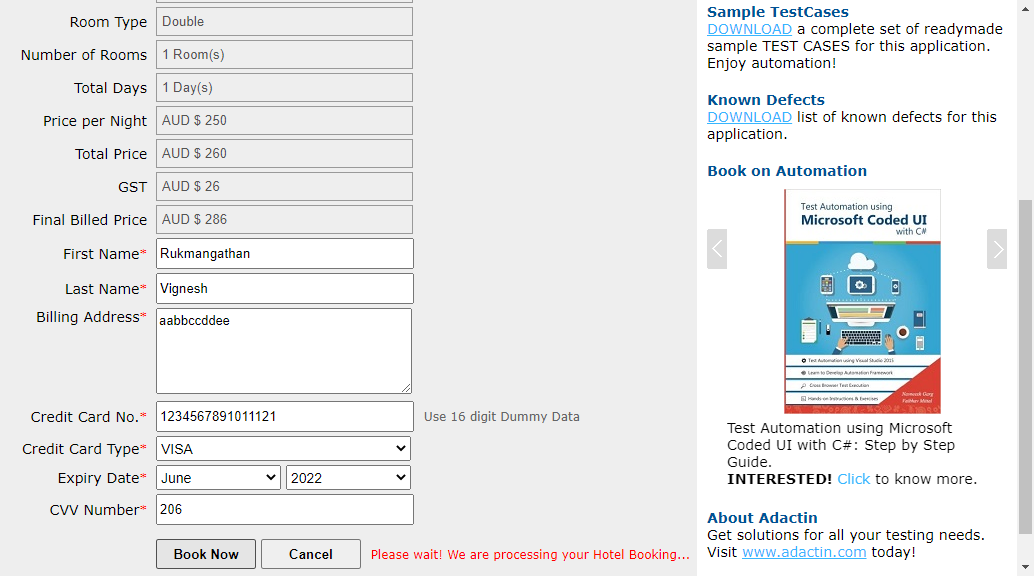 Room Type Double
Number of Rooms 1 Room(s)
Total Days 1 Day(s)
Price per Night AUD $ 250
Total Price AUD $ 260
GST AUD $ 26
Final Billed Price AUD $ 286
First Name* Rukmangathan
Last Name* Vignesh
Billing Address* aabbccddee
Credit Card No.* 1234567891011121 Use 16 digit Dummy Data
Credit Card Type* VISA
Expiry Date* June 2022
CVV Number* 206
Book Now Cancel Please wait! We are processing your Hotel Booking...
Sample TestCases
DOWNLOAD a complete set of readymade
sample TEST CASES for this application.
Enjoy automation!
Known Defects
DOWNLOAD list of known defects for this
application.
Book on Automation
Test Automation using
Microsoft Coded UI
with C#
Test Automation using Visual Studio 2015
Learn to Develop Automation Framework
Cross Browser Test Execution
Hands on Instructions & Exercises
Navneesh Garg
Vaibhav Mittal
Test Automation using Microsoft
Coded UI with C#: Step by Step
Guide.
INTERESTED! Click to know more.
About Adactin
Get solutions for all your testing needs.
Visit www.adactin.com today!